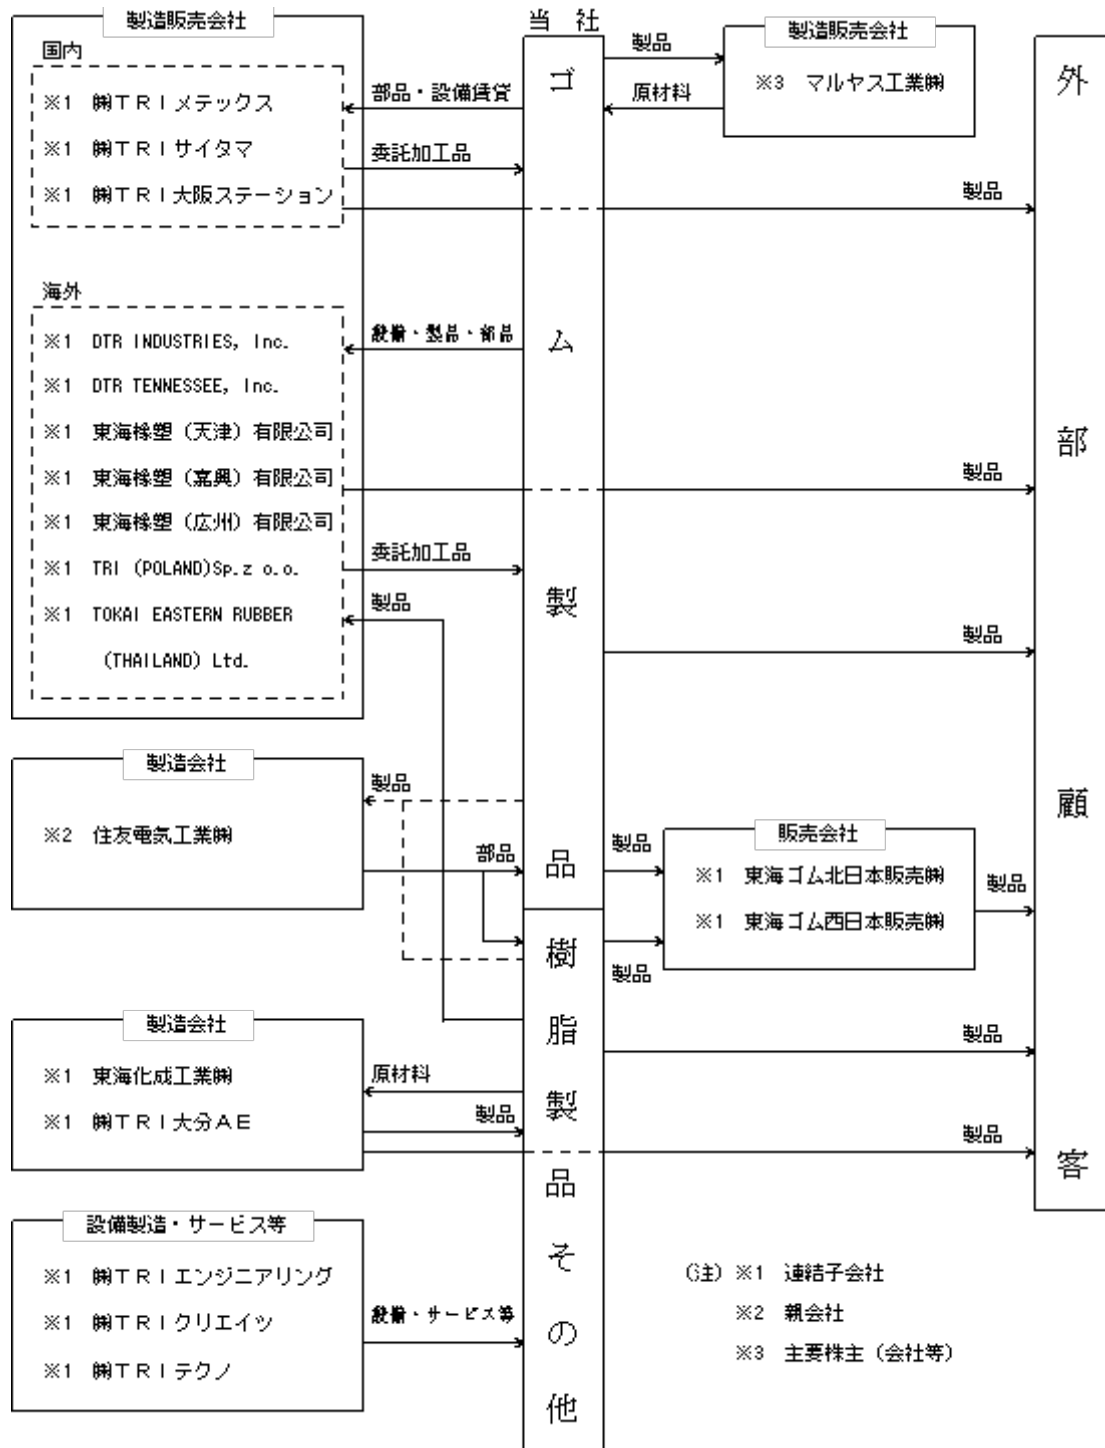 製造販売会社
国内
※1 ㈱ＴＲＩメテックス
※1 ㈱ＴＲＩサイタマ
※1 ㈱ＴＲＩ大阪ステーション
海外
※1 DTR INDUSTRIES, Inc.
※1 DTR TENNESSEE, Inc.
※1 東海橡塑（天津）有限公司
※1 東海橡塑（嘉興）有限公司
※1 東海橡塑（広州）有限公司
※1 TRI (POLAND)Sp.z o.o.
※1 TOKAI EASTERN RUBBER
(THAILAND) Ltd.
製造会社
※2 住友電気工業㈱
製造会社
※1 東海化成工業㈱
※1 ㈱ＴＲＩ大分ＡＥ
設備製造・サービス等
※1 ㈱ＴＲＩエンジニアリング
※1 ㈱ＴＲＩクリエイツ
※1 ㈱ＴＲＩテクノ
部品・設備賃貸
委託加工品
設備・製品・部品
委託加工品
製品
製品
部品
原材料
製品
設備・サービス等
当 社
ゴム製品
樹脂製品その他
製品
原材料
製造販売会社
※3 マルヤス工業㈱
製品
製品
製品
製品
製品
販売会社
※1 東海ゴム北日本販売㈱
※1 東海ゴム西日本販売㈱
製品
製品
製品
外部顧客
（注）※1 連結子会社
※2 親会社
※3 主要株主（会社等）